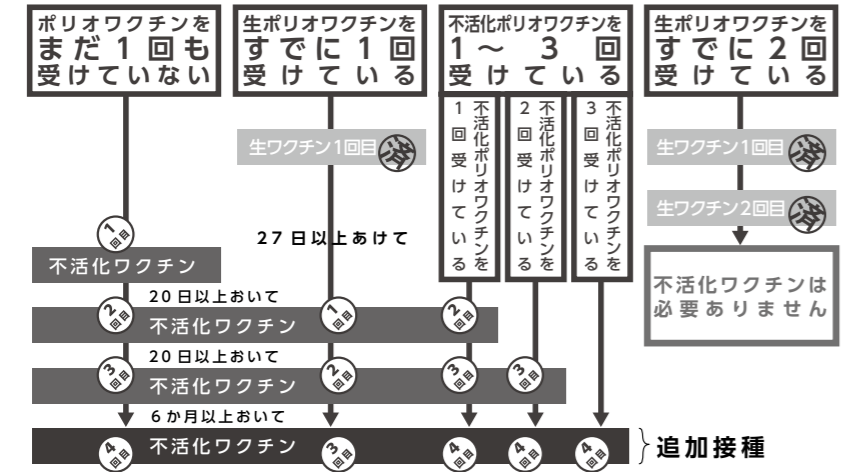 ポリオワクチンを
まだ1回も
受けていない
生ポリオワクチンを
すでに1回
受けている
不活化ポリオワクチンを
1～3回
受けている
生ポリオワクチンを
すでに2回
受けている
生ワクチン1回目 済
27日以上あけて
不活化ポリオワクチンを
1回受けている
不活化ポリオワクチンを
2回受けている
不活化ポリオワクチンを
3回受けている
生ワクチン1回目 済
生ワクチン2回目 済
不活化ワクチンは
必要ありません
1回目
不活化ワクチン
20日以上おいて
2回目
不活化ワクチン
1回目
2回目
20日以上おいて
3回目
不活化ワクチン
2回目
3回目
3回目
6か月以上おいて
4回目
不活化ワクチン
3回目
4回目
4回目
4回目
追加接種